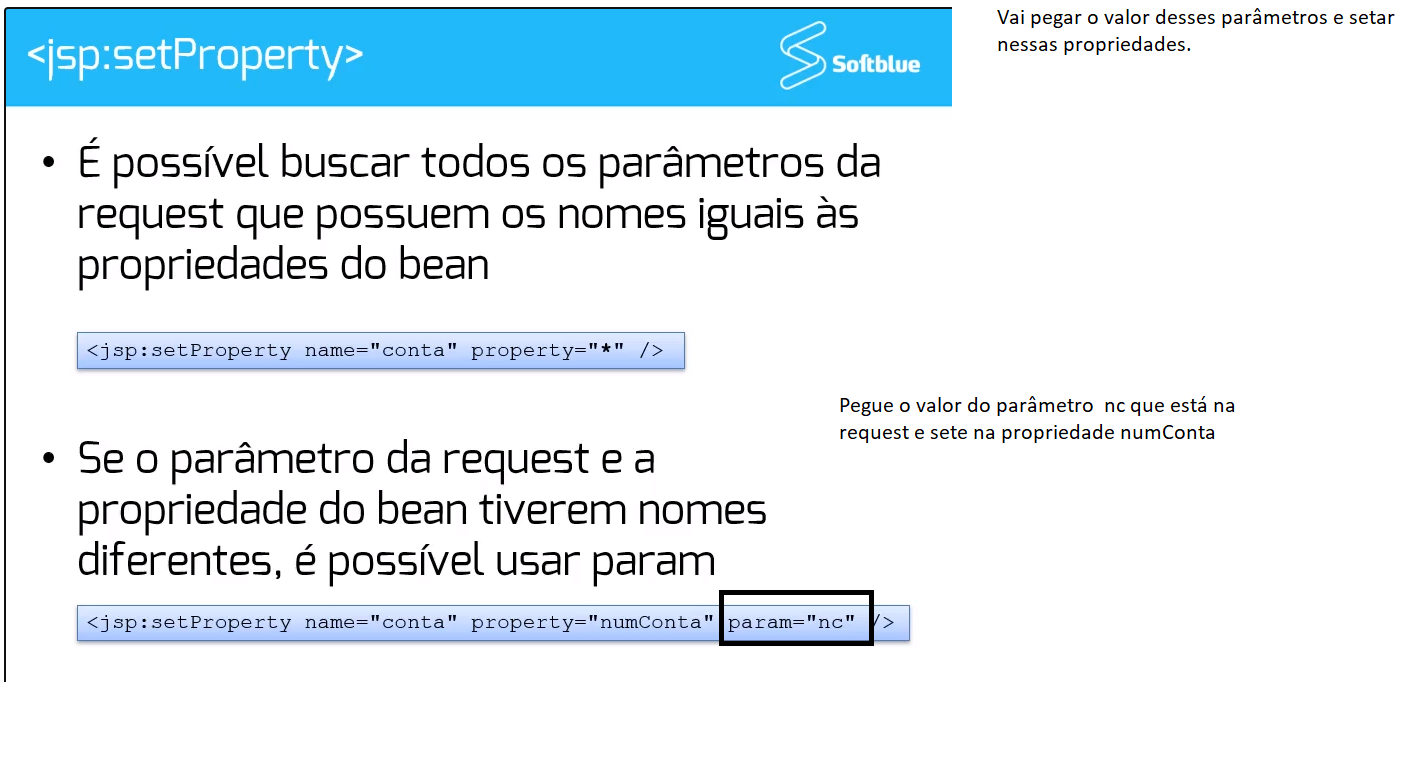 <jsp:setProperty>
Softblue
Vai pegar o valor desses parâmetros e setar
nessas propriedades.
• É possível buscar todos os parâmetros da
request que possuem os nomes iguais às
propriedades do bean
<jsp:setProperty name="conta" property="*" />
Pegue o valor do parâmetro  nc que está na
request e sete na propriedade numConta
• Se o parâmetro da request e a
propriedade do bean tiverem nomes
diferentes, é possível usar param
<jsp:setProperty name="conta" property="numConta" param="nc" />